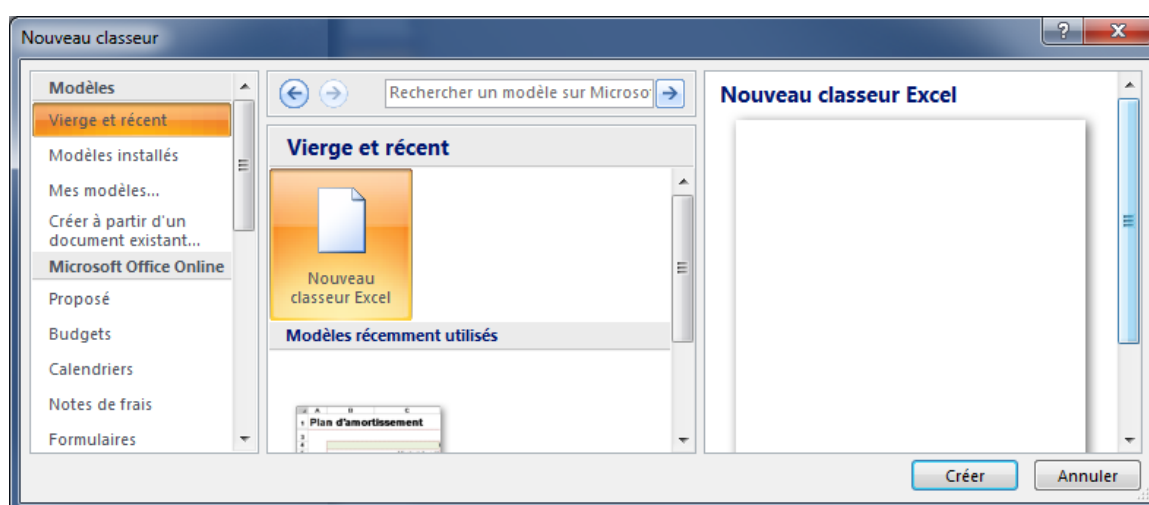 Nouveau classeur
Modèles
Vierge et récent
Modèles installés
Mes modèles...
Créer à partir d'un
document existant...
Microsoft Office Online
Proposé
Budgets
Calendriers
Notes de frais
Formulaires
Rechercher un modèle sur Microso
Vierge et récent
Nouveau
classeur Excel
Modèles récemment utilisés
A B C
1 Plan d'amortissement
Nouveau classeur Excel
Créer
Annuler